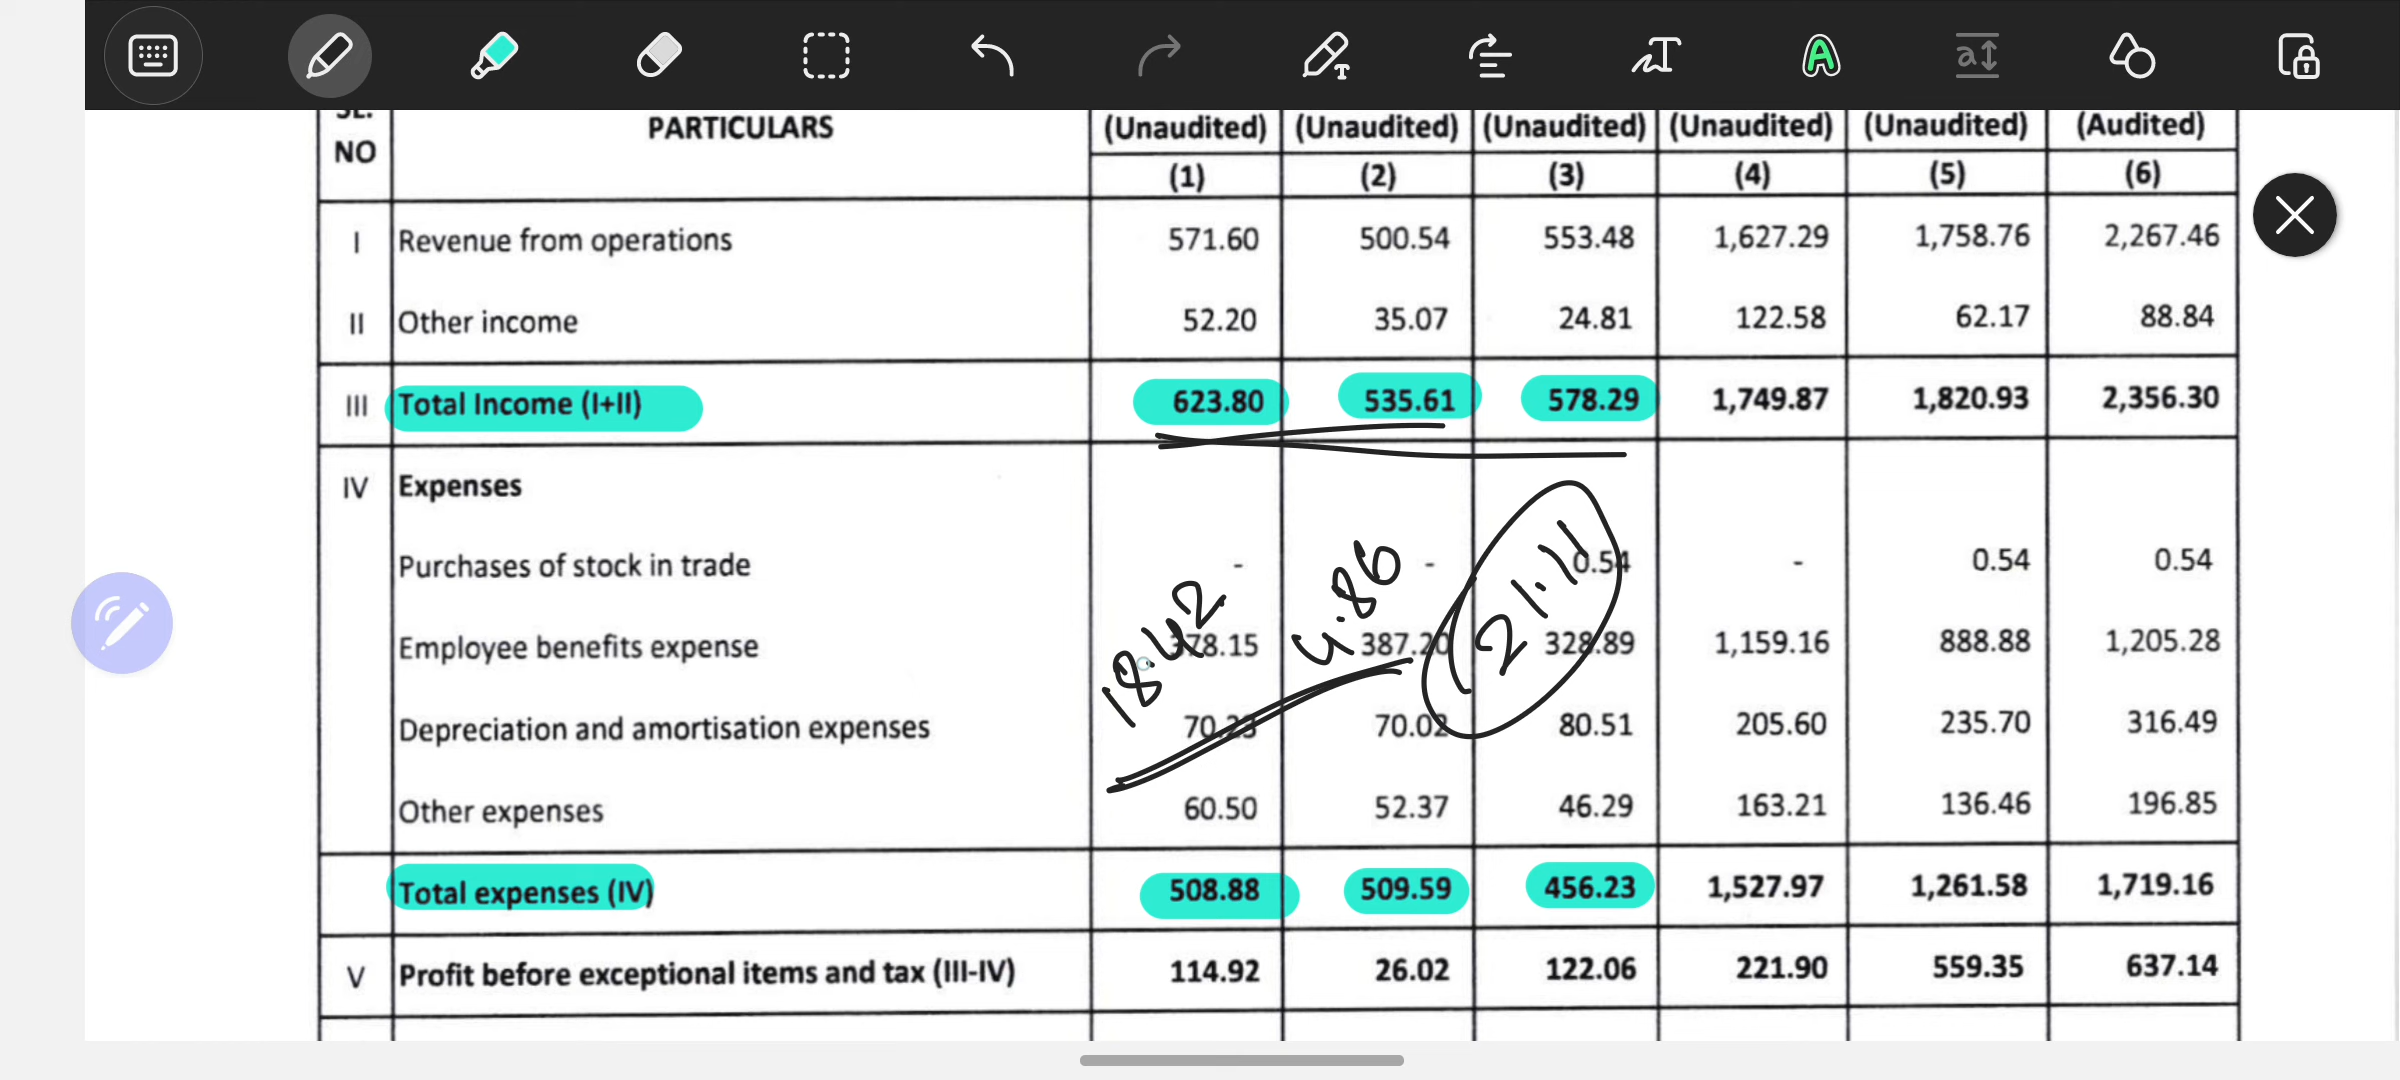 NO PARTICULARS (Unaudited) (Unaudited) (Unaudited) (Unaudited) (Unaudited) (Audited)
(1) (2) (3) (4) (5) (6)
I Revenue from operations 571.60 500.54 553.48 1,627.29 1,758.76 2,267.46
II Other income 52.20 35.07 24.81 122.58 62.17 88.84
III Total Income (I+II) 623.80 535.61 578.29 1,749.87 1,820.93 2,356.30
IV Expenses
Purchases of stock in trade - - 0.54 - 0.54 0.54
Employee benefits expense 378.15 387.20 328.89 1,159.16 888.88 1,205.28
Depreciation and amortisation expenses 70.23 70.02 80.51 205.60 235.70 316.49
Other expenses 60.50 52.37 46.29 163.21 136.46 196.85
Total expenses (IV) 508.88 509.59 456.23 1,527.97 1,261.58 1,719.16
V Profit before exceptional items and tax (III-IV) 114.92 26.02 122.06 221.90 559.35 637.14
18.42
4.86
21.11